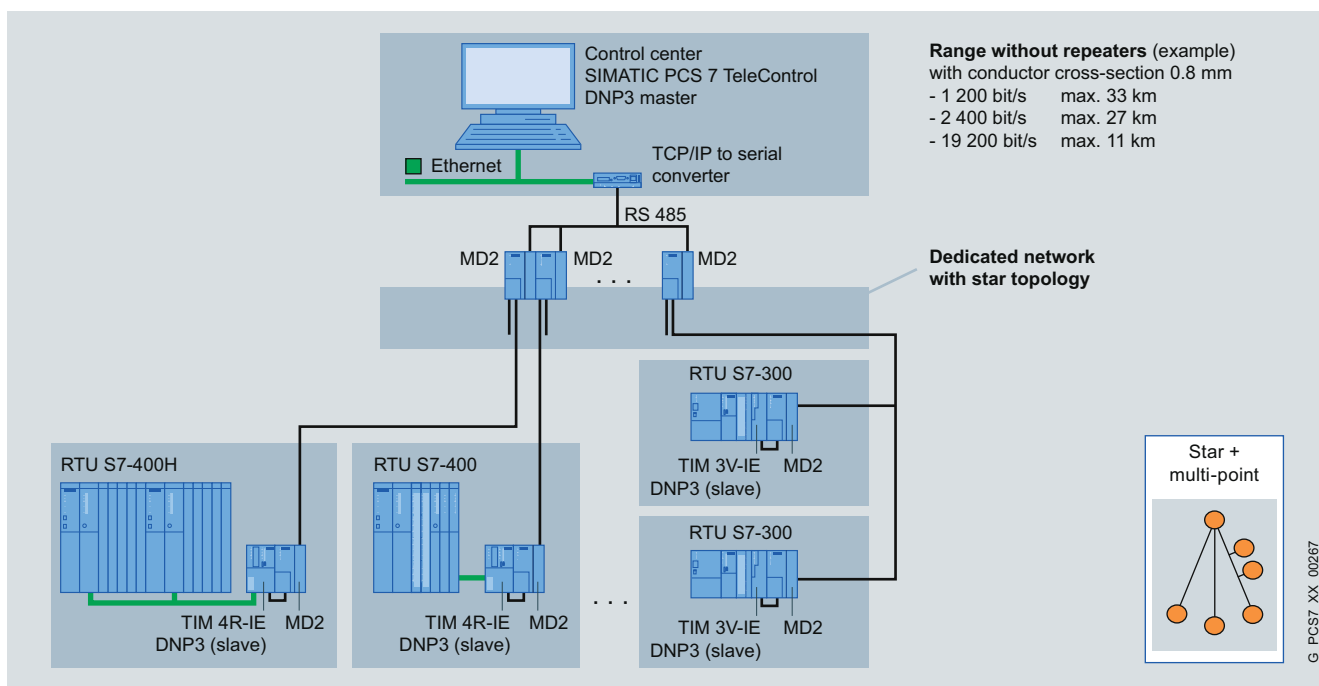 Control center
SIMATIC PCS 7 TeleControl
DNP3 master
Ethernet
TCP/IP to serial
converter
RS 485
Range without repeaters (example)
with conductor cross-section 0.8 mm
- 1 200 bit/s max. 33 km
- 2 400 bit/s max. 27 km
- 19 200 bit/s max. 11 km
MD2 MD2 . . . MD2
Dedicated network
with star topology
RTU S7-300
TIM 3V-IE MD2
DNP3 (slave)
RTU S7-400H
TIM 4R-IE MD2
DNP3 (slave)
RTU S7-400
TIM 4R-IE MD2
DNP3 (slave)
. . .
RTU S7-300
TIM 3V-IE MD2
DNP3 (slave)
Star +
multi-point
G_PCS7_XX_00267